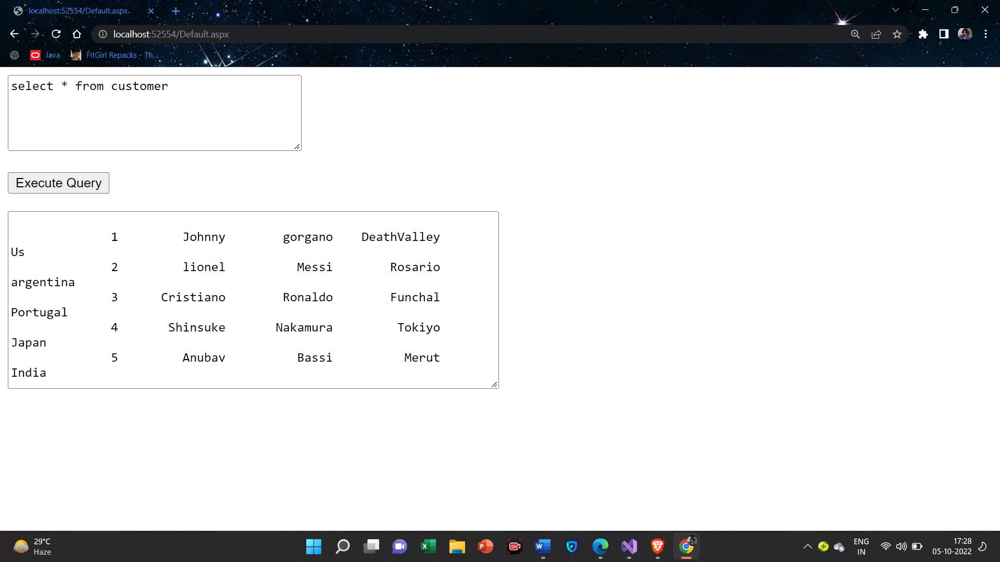 localhost:52554/Default.aspx
localhost:52554/Default.aspx
Java FitGirl Repacks - Th...
select * from customer
Execute Query
1 Johnny gorgano DeathValley
Us
2 lionel Messi Rosario
argentina
3 Cristiano Ronaldo Funchal
Portugal
4 Shinsuke Nakamura Tokiyo
Japan
5 Anubav Bassi Merut
India
29°C
Haze
ENG
IN
17:28
05-10-2022